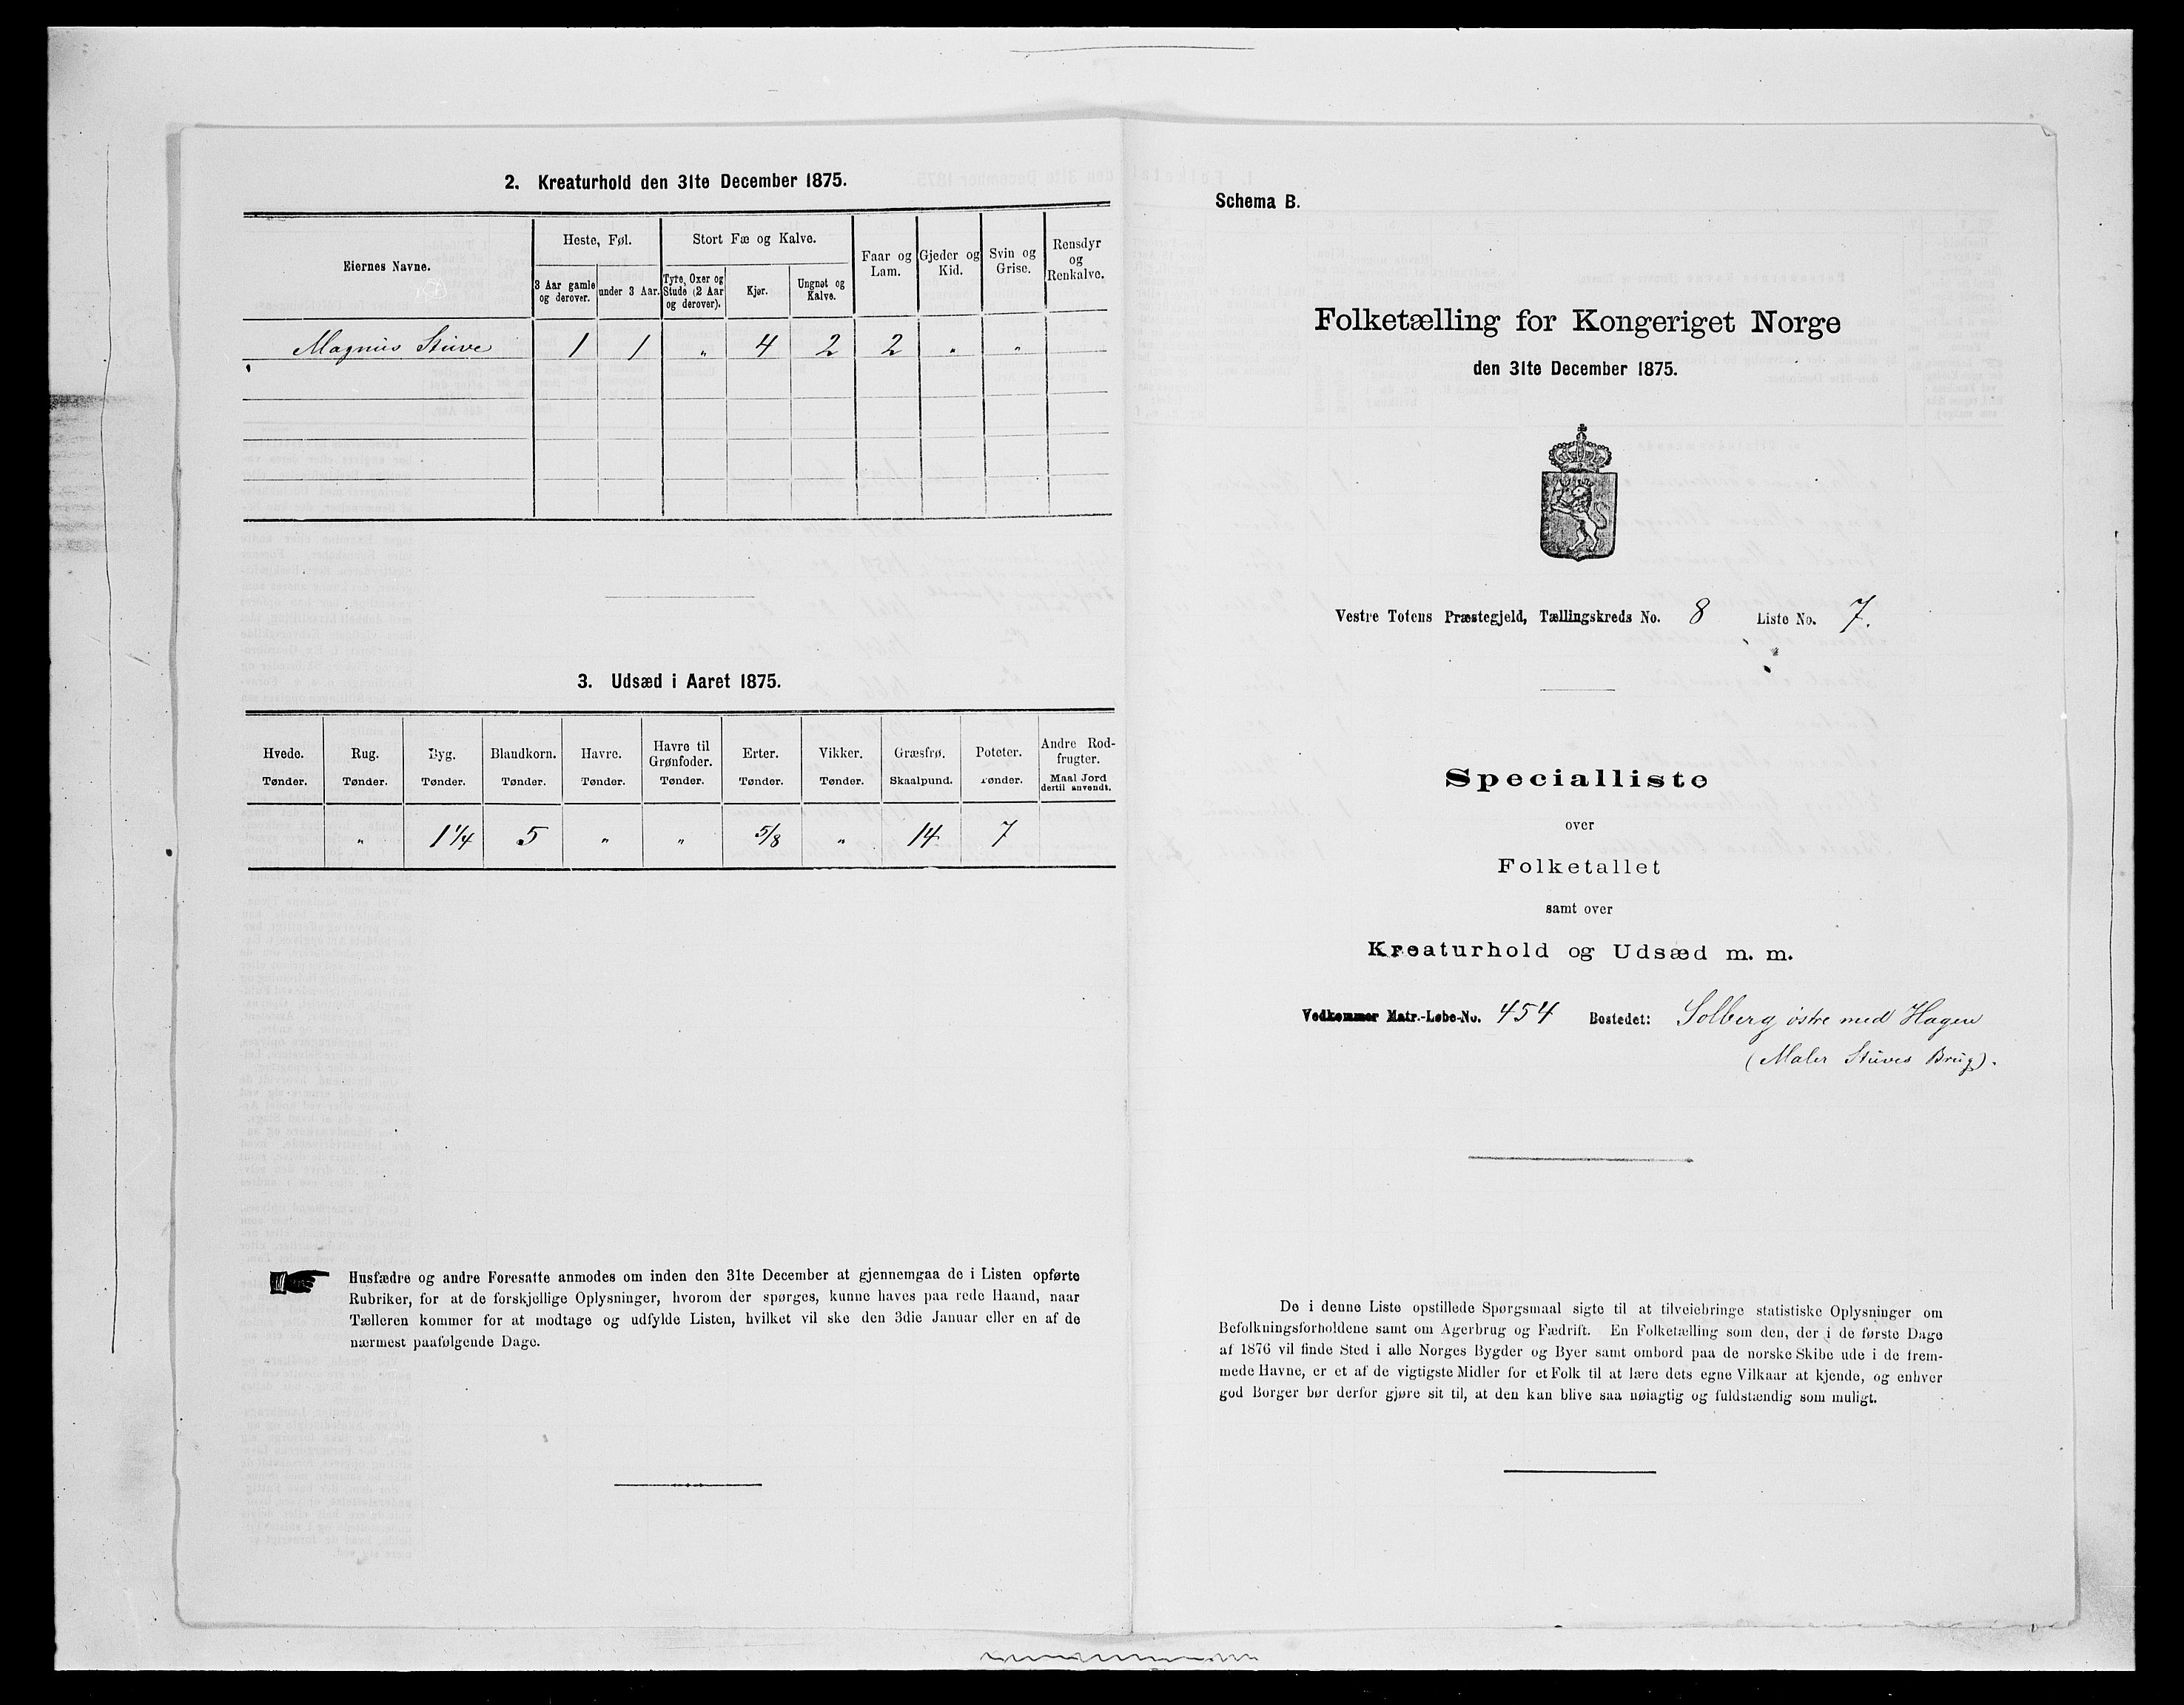 2. Kreaturhold den 31te December 1875.
Eiernes Navne.
Heste, Føl.
Stort Fæ og Kalve.
Faar og Lam.
Gjeder og Kid.
Svin og Grise.
Rensdyr og Renkalve.
3 Aar gamle og derover.
under 3 Aar.
Tyre, Oxer og Stude (2 Aar og derover).
Kjør.
Ungnøt og Kalve.
Magnus Stuve 1 1 " 4 2 2 " "
3. Udsæd i Aaret 1875.
Hvede. Rug. Byg. Blandkorn. Havre. Havre til Grønfoder. Erter. Vikker. Græsfrø. Poteter. Andre Rodfrugter.
Tønder. Tønder. Tønder. Tønder. Tønder. Tønder. Tønder. Tønder. Skaalpund. Tønder. Maal Jord dertil anvendt.
" 1 1/4 5 " " 5/8 " 14 7
Husfædre og andre Foresatte anmodes om inden den 31te December at gjennemgaa de i Listen opførte
Rubriker, for at de forskjellige Oplysninger, hvorom der spørges, kunne haves paa rede Haand, naar
Tælleren kommer for at modtage og udfylde Listen, hvilket vil ske den 3die Januar eller en af de
nærmest paafølgende Dage.
Schema B.
Folketælling for Kongeriget Norge
den 31te December 1875.
Vestre Totens Præstegjeld, Tællingskreds No. 8 Liste No. 7.
Specialliste
over
Folketallet
samt over
Kreaturhold og Udsæd m. m.
Vedkommer Matr.-Løbe-No. 454 Bostedet: Solberg østre med Hagen
(Maler Stuves Brug).
De i denne Liste opstillede Spørgsmaal sigte til at tilveiebringe statistiske Oplysninger om
Befolkningsforholdene samt om Agerbrug og Fædrift. En Folketælling som den, der i de første Dage
af 1876 vil finde Sted i alle Norges Bygder og Byer samt ombord paa de norske Skibe ude i de frem-
mede Havne, er et af de vigtigste Midler for et Folk til at lære dets egne Vilkaar at kjende, og enhver
god Borger bør derfor gjøre sit til, at den kan blive saa nøiagtig og fuldstændig som muligt.